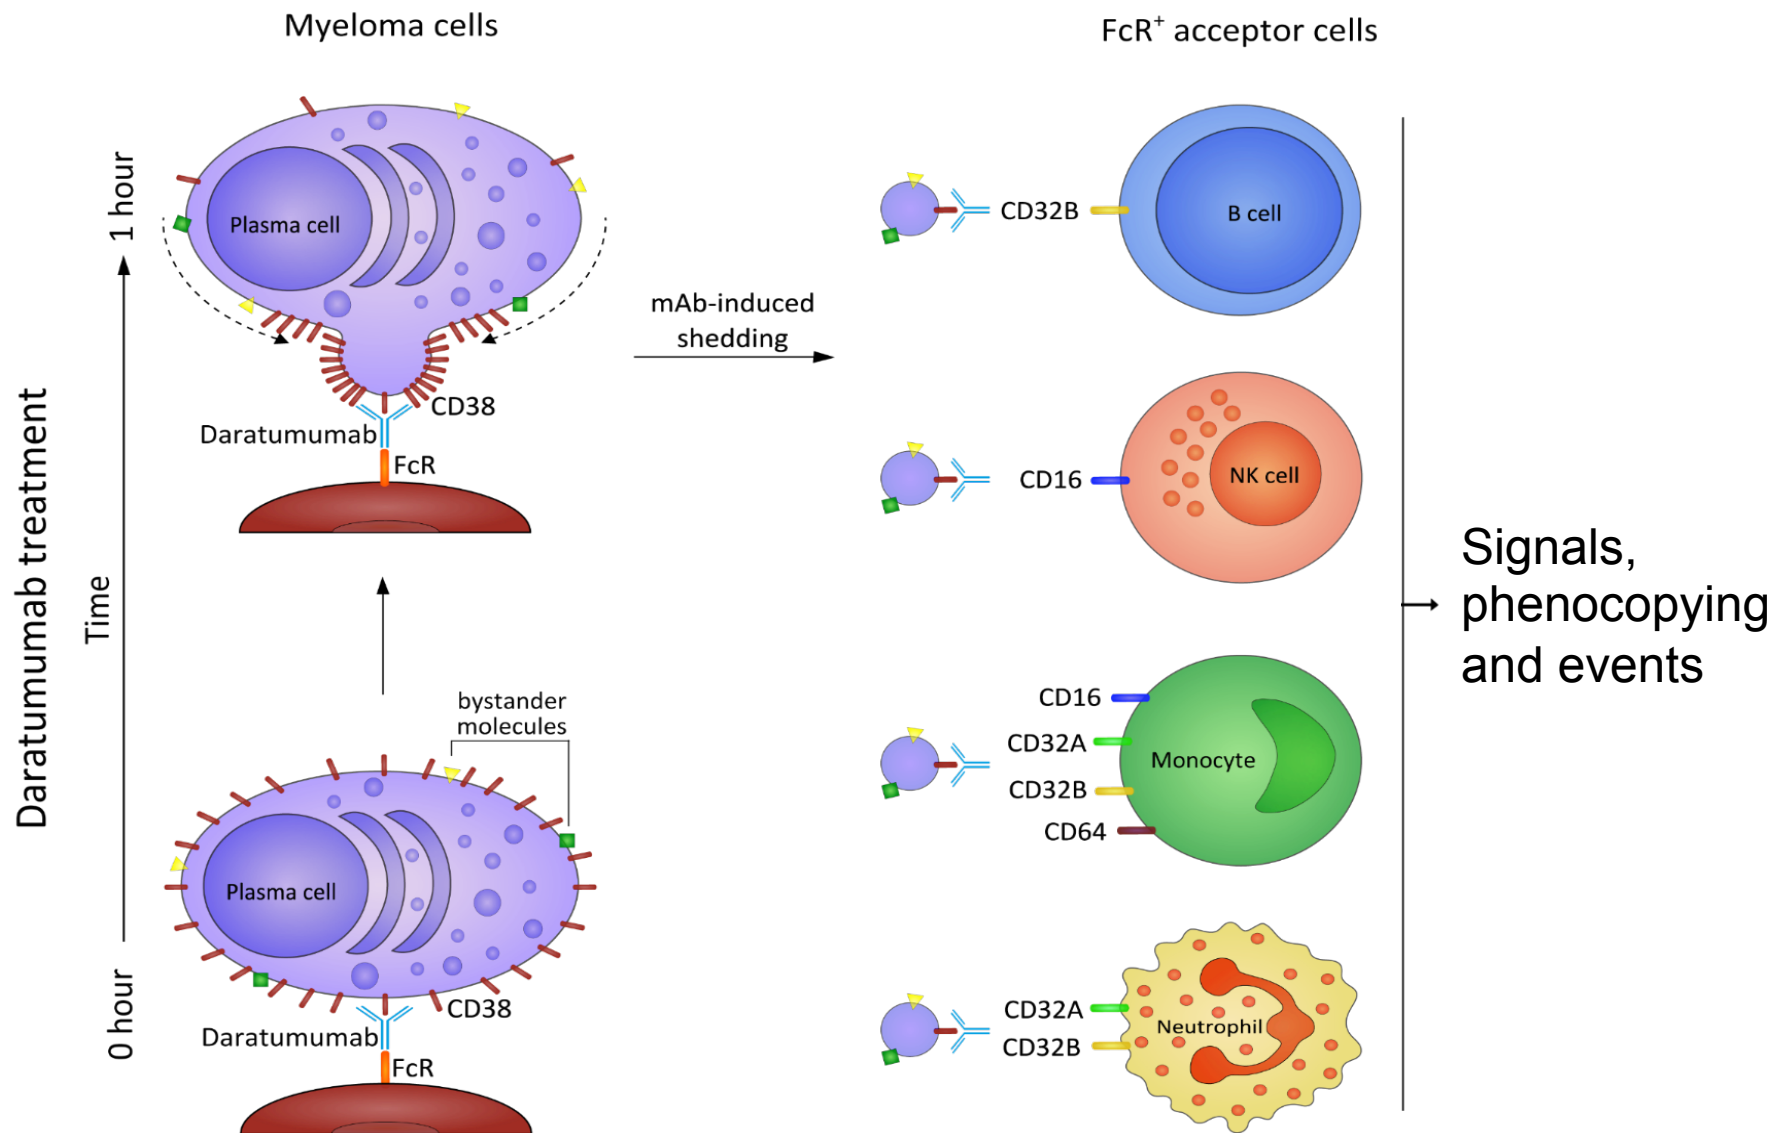 Myeloma cells
FcR⁺ acceptor cells
Daratumumab treatment
Time
1 hour
0 hour
Plasma cell
CD38
Daratumumab
FcR
bystander
molecules
Plasma cell
CD38
Daratumumab
FcR
mAb-induced
shedding
CD32B
B cell
CD16
NK cell
CD16
CD32A
CD32B
CD64
Monocyte
CD32A
CD32B
Neutrophil
Signals,
phenocopying
and events